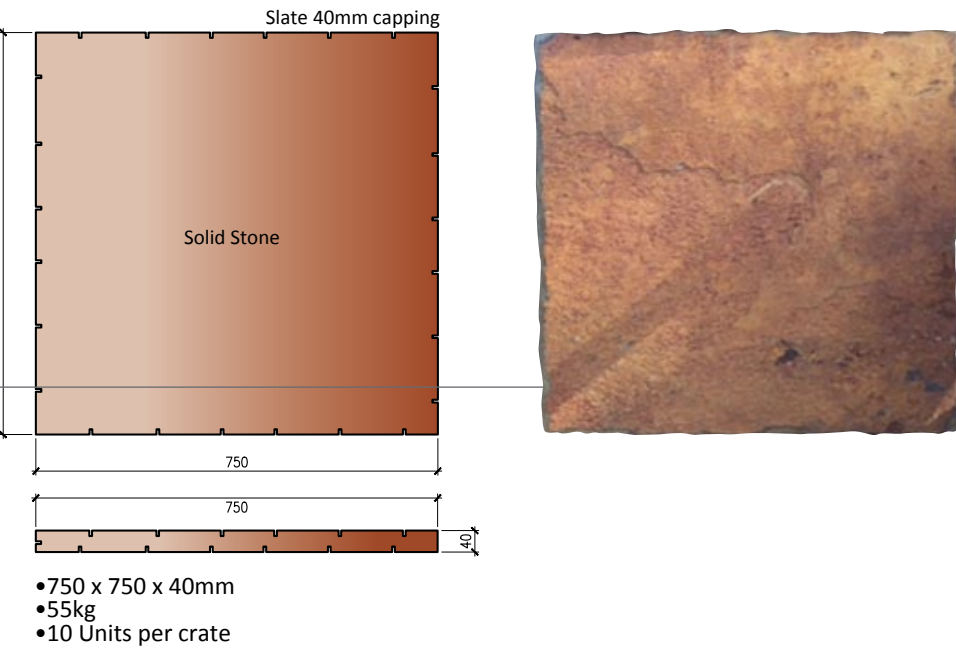 Slate 40mm capping
Solid Stone
750
750
40
•750 x 750 x 40mm
•55kg
•10 Units per crate